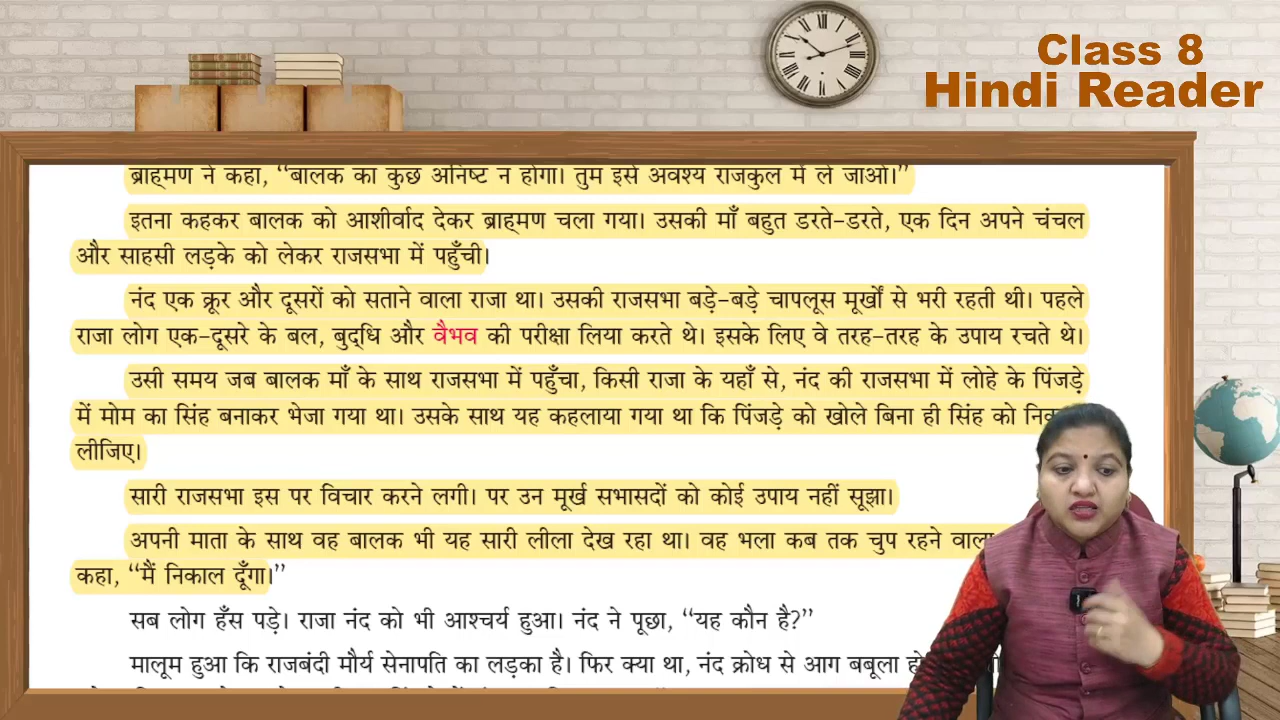 Class 8
Hindi Reader
ब्राह्मण ने कहा, “बालक का कुछ अनिष्ट न होगा। तुम इसे अवश्य राजकुल में ले जाओ।”
इतना कहकर बालक को आशीर्वाद देकर ब्राह्मण चला गया। उसकी माँ बहुत डरते-डरते, एक दिन अपने चंचल
और साहसी लड़के को लेकर राजसभा में पहुँची।
नंद एक क्रूर और दूसरों को सताने वाला राजा था। उसकी राजसभा बड़े-बड़े चापलूस मूर्खों से भरी रहती थी। पहले
राजा लोग एक-दूसरे के बल, बुद्धि और वैभव की परीक्षा लिया करते थे। इसके लिए वे तरह-तरह के उपाय रचते थे।
उसी समय जब बालक माँ के साथ राजसभा में पहुँचा, किसी राजा के यहाँ से, नंद की राजसभा में लोहे के पिंजड़े
में मोम का सिंह बनाकर भेजा गया था। उसके साथ यह कहलाया गया था कि पिंजड़े को खोले बिना ही सिंह को
लीजिए।
सारी राजसभा इस पर विचार करने लगी। पर उन मूर्ख सभासदों को कोई उपाय नहीं सूझा।
अपनी माता के साथ वह बालक भी यह सारी लीला देख रहा था। वह भला कब तक चुप रहने वाला
कहा, “मैं निकाल दूँगा।”
सब लोग हँस पड़े। राजा नंद को भी आश्चर्य हुआ। नंद ने पूछा, “यह कौन है?”
मालूम हुआ कि राजबंदी मौर्य सेनापति का लड़का है। फिर क्या था, नंद क्रोध से आग बबूला